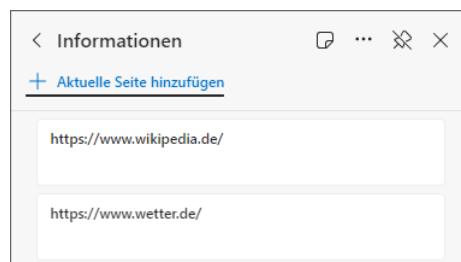 Informationen
Aktuelle Seite hinzufügen
https://www.wikipedia.de/
https://www.wetter.de/